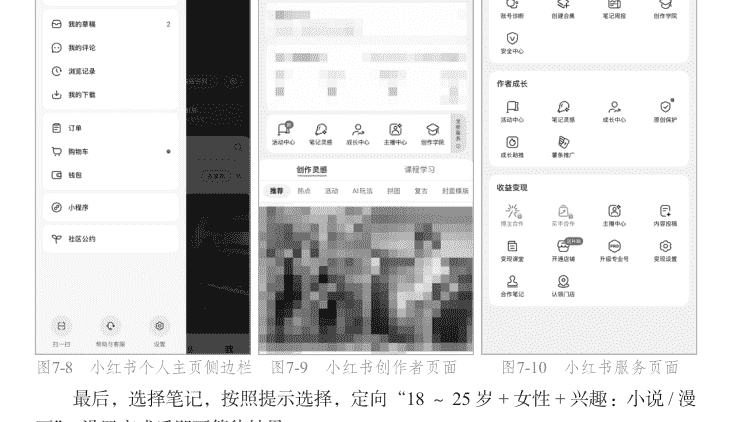 我的草稿 2
我的评论
浏览记录
我的下载
订单
购物车
钱包
小程序
社区公约
扫一扫 帮助与客服 设置
活动中心 笔记灵感 成长中心 主播中心 创作学院
创作灵感 课程学习
推荐 热点 活动 AI玩法 拼图 复古 封面模版
账号诊断 创建合集 笔记周报 创作学院
安全中心
作者成长
活动中心 笔记灵感 成长中心 原创保护
成长助推 薯条推广
收益变现
博主合作 买手合作 主播中心 内容投稿
变现课堂 开通店铺 升级专业号 变现设置
PRO
合作笔记 认领门店
图7-8 小红书个人主页侧边栏 图7-9 小红书创作者页面 图7-10 小红书服务页面
最后，选择笔记，按照提示选择，定向“18 ~ 25 岁 + 女性 + 兴趣：小说 / 漫